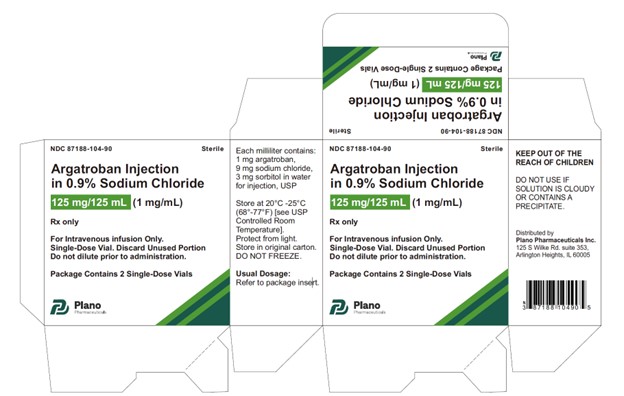 NDC 87188-104-90 Sterile
Argatroban Injection
in 0.9% Sodium Chloride
125 mg/125 mL (1 mg/mL)
Package Contains 2 Single-Dose Vials
Plano
Pharmaceuticals
NDC 87188-104-90 Sterile
Argatroban Injection
in 0.9% Sodium Chloride
125 mg/125 mL (1 mg/mL)
Rx only
For Intravenous infusion Only.
Single-Dose Vial. Discard Unused Portion
Do not dilute prior to administration.
Package Contains 2 Single-Dose Vials
Plano
Pharmaceuticals
Each milliliter contains:
1 mg argatroban,
9 mg sodium chloride,
3 mg sorbitol in water
for injection, USP
Store at 20°C -25°C
(68°-77°F) [see USP
Controlled Room
Temperature].
Protect from light.
Store in original carton.
DO NOT FREEZE.
Usual Dosage:
Refer to package insert.
NDC 87188-104-90 Sterile
Argatroban Injection
in 0.9% Sodium Chloride
125 mg/125 mL (1 mg/mL)
Rx only
For Intravenous infusion Only.
Single-Dose Vial. Discard Unused Portion
Do not dilute prior to administration.
Package Contains 2 Single-Dose Vials
Plano
Pharmaceuticals
KEEP OUT OF THE
REACH OF CHILDREN
DO NOT USE IF
SOLUTION IS CLOUDY
OR CONTAINS A
PRECIPITATE.
Distributed by
Plano Pharmaceuticals Inc.
125 S Wilke Rd. suite 353,
Arlington Heights, IL 60005
3 87188 10490 5